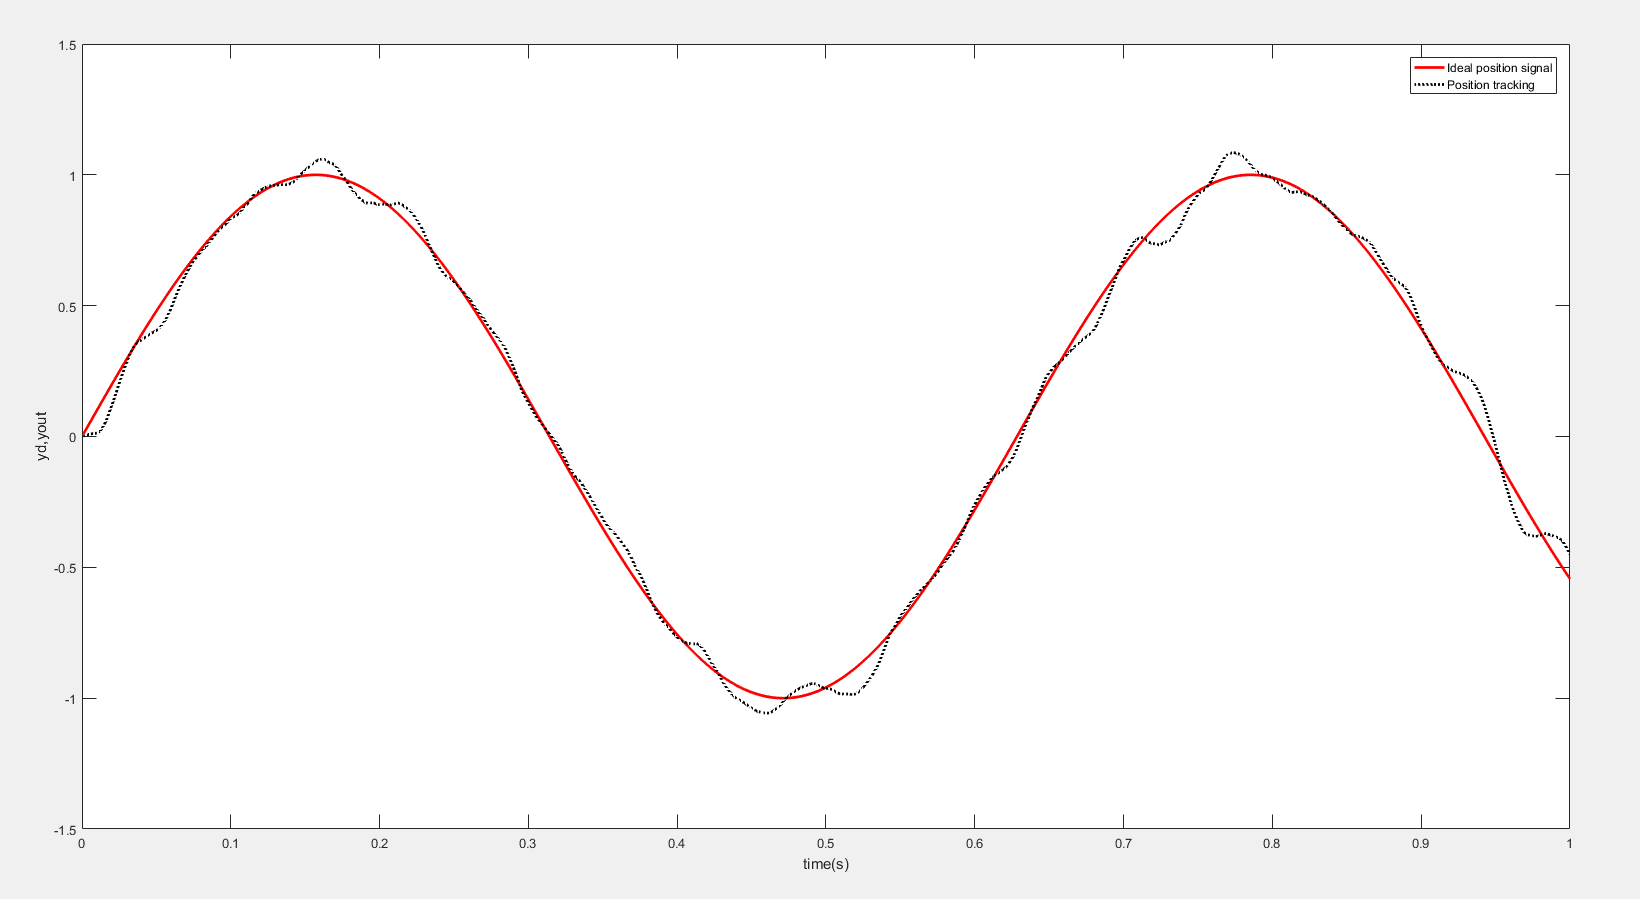 1.5
1
0.5
0
-0.5
-1
-1.5
yd,yout
Ideal position signal
Position tracking
0 0.1 0.2 0.3 0.4 0.5 0.6 0.7 0.8 0.9 1
time(s)